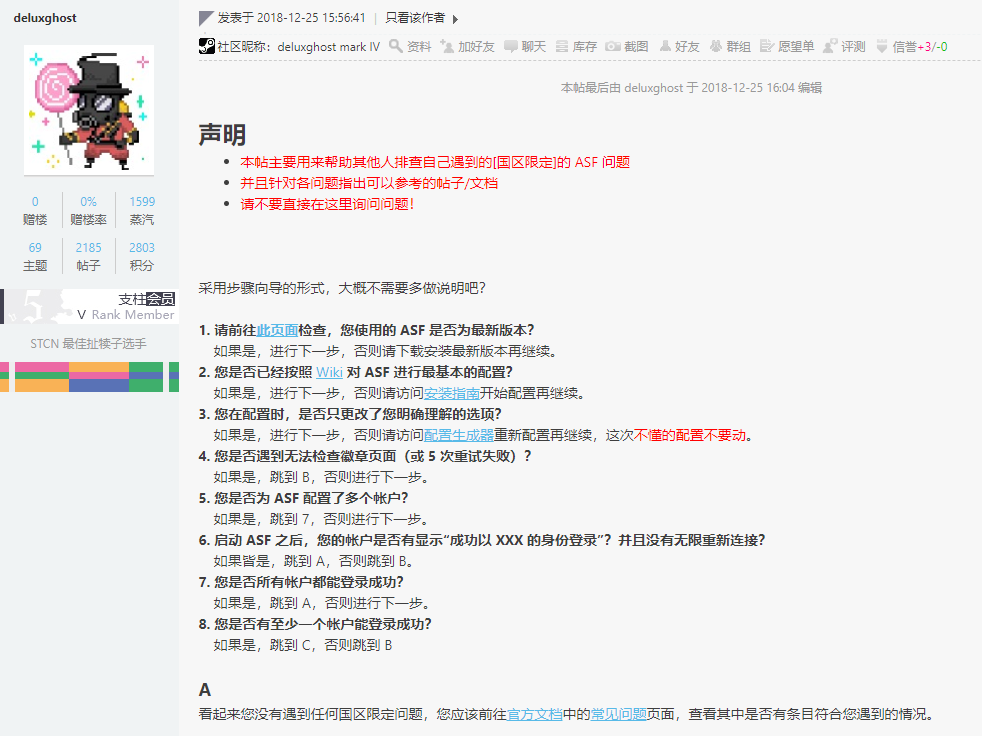 deluxghost
发表于 2018-12-25 15:56:41 | 只看该作者
社区昵称: deluxghost mark IV 资料 加好友 聊天 库存 截图 好友 群组 愿望单 评测 信誉+3/-0
本帖最后由 deluxghost 于 2018-12-25 16:04 编辑
0 0% 1599
赠楼 赠楼率 蒸汽
69 2185 2803
主题 帖子 积分
5 支柱会员
V Rank Member
STCN 最佳扯犊子选手
声明
• 本帖主要用来帮助其他人排查自己遇到的[国区限定]的 ASF 问题
• 并且针对各问题指出可以参考的帖子/文档
• 请不要直接在这里询问问题!
采用步骤向导的形式，大概不需要多做说明吧？
1. 请前往此页面检查，您使用的 ASF 是否为最新版本？
如果是，进行下一步，否则请下载安装最新版本再继续。
2. 您是否已经按照 Wiki 对 ASF 进行最基本的配置？
如果是，进行下一步，否则请访问安装指南开始配置再继续。
3. 您在配置时，是否只更改了您明确理解的选项？
如果是，进行下一步，否则请访问配置生成器重新配置再继续，这次不懂的配置不要动。
4. 您是否遇到无法检查徽章页面（或 5 次重试失败）？
如果是，跳到 B，否则进行下一步。
5. 您是否为 ASF 配置了多个帐户？
如果是，跳到 7，否则进行下一步。
6. 启动 ASF 之后，您的帐户是否有显示“成功以 XXX 的身份登录”？并且没有无限重新连接？
如果皆是，跳到 A，否则跳到 B。
7. 您是否所有帐户都能登录成功？
如果是，跳到 A，否则进行下一步。
8. 您是否有至少一个帐户能登录成功？
如果是，跳到 C，否则跳到 B
A
看起来您没有遇到任何国区限定问题，您应该前往官方文档中的常见问题页面，查看其中是否有条目符合您遇到的情况。